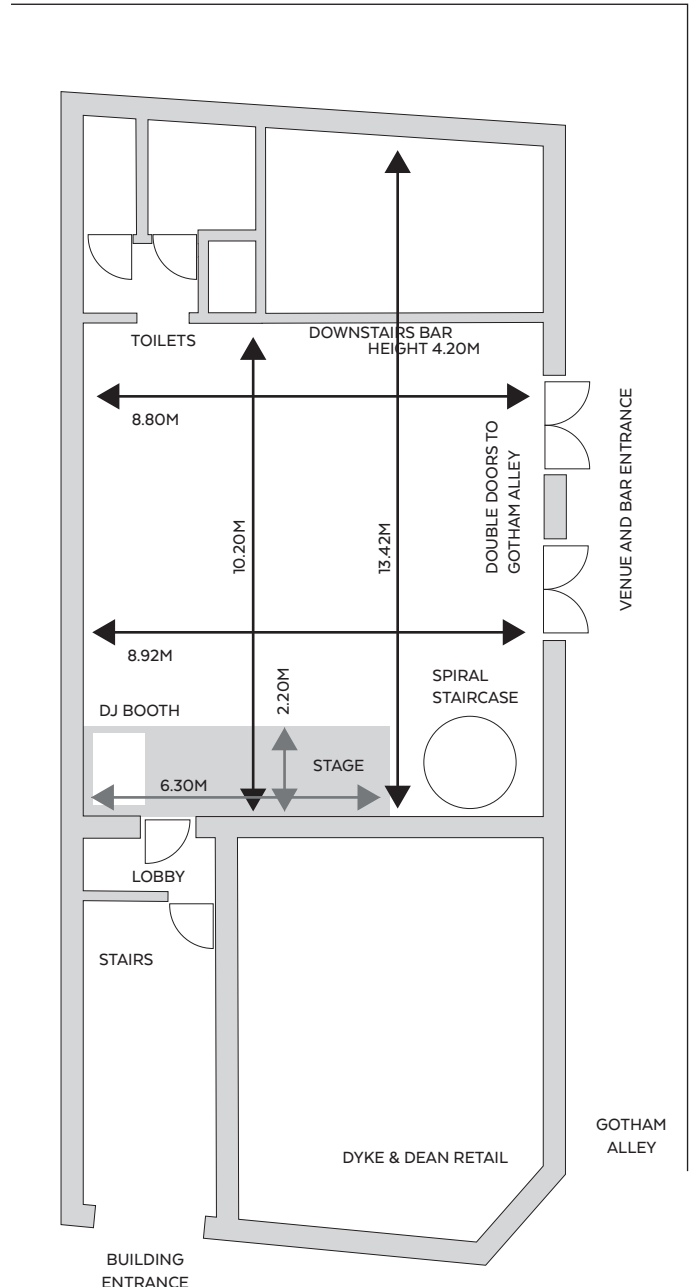 TOILETS
DOWNSTAIRS BAR
HEIGHT 4.20M
8.80M
DOUBLE DOORS TO
GOTHAM ALLEY
VENUE AND BAR ENTRANCE
10.20M
13.42M
8.92M
2.20M
SPIRAL
STAIRCASE
DJ BOOTH
STAGE
6.30M
LOBBY
STAIRS
GOTHAM
ALLEY
DYKE & DEAN RETAIL
BUILDING
ENTRANCE